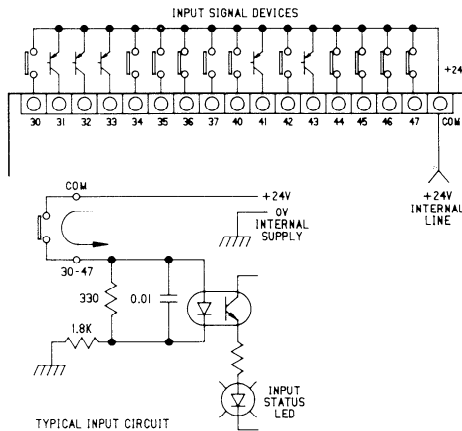 INPUT SIGNAL DEVICES
+24
30 31 32 33 34 35 36 37 40 41 42 43 44 45 46 47 COM
COM
+24V
+24V
INTERNAL
LINE
0V
INTERNAL
SUPPLY
30-47
330
0.01
1.8K
INPUT
STATUS
LED
TYPICAL INPUT CIRCUIT